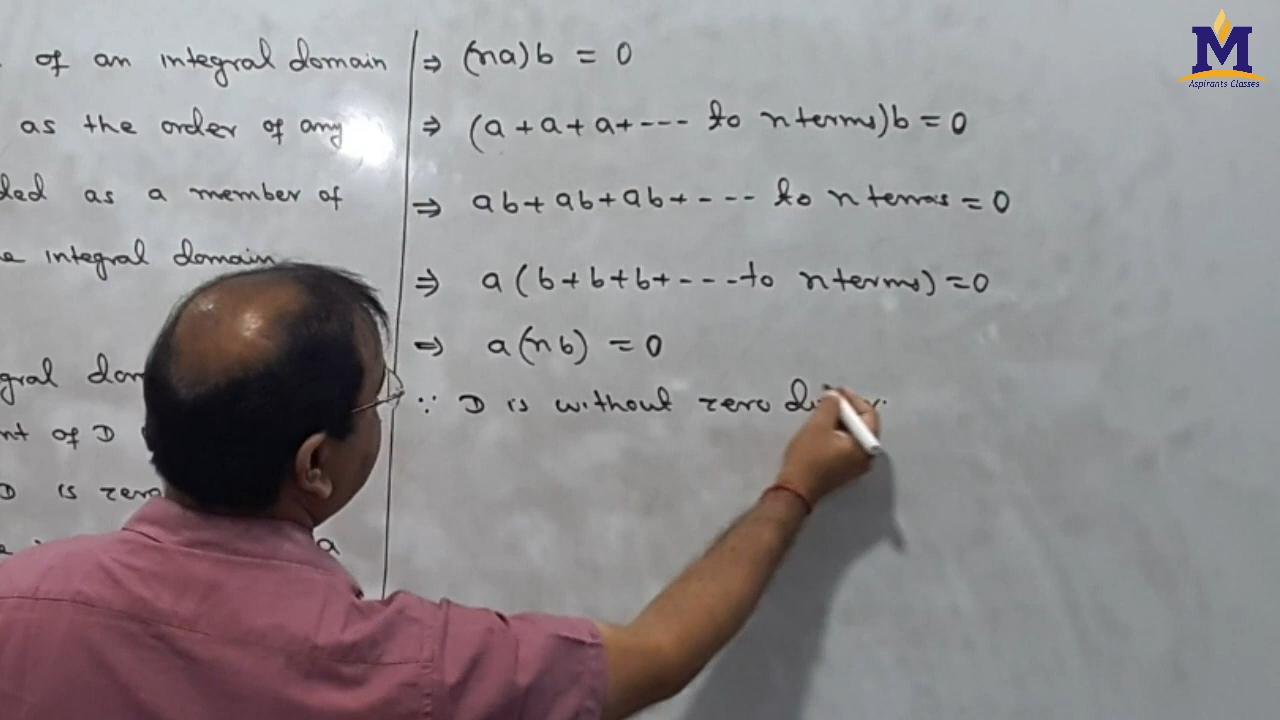 of an integral domain
as the order of any
ded as a member of
e integral domain
gral dom
nt of D
D is zero
a
⇒ (na)b = 0
⇒ (a + a + a + ---- to n terms)b = 0
⇒ ab + ab + ab + - --- to n terms = 0
⇒ a ( b + b + b + - - - - to n terms) = 0
⇒ a(nb) = 0
∵ D is without zero
M
Aspirants Classes